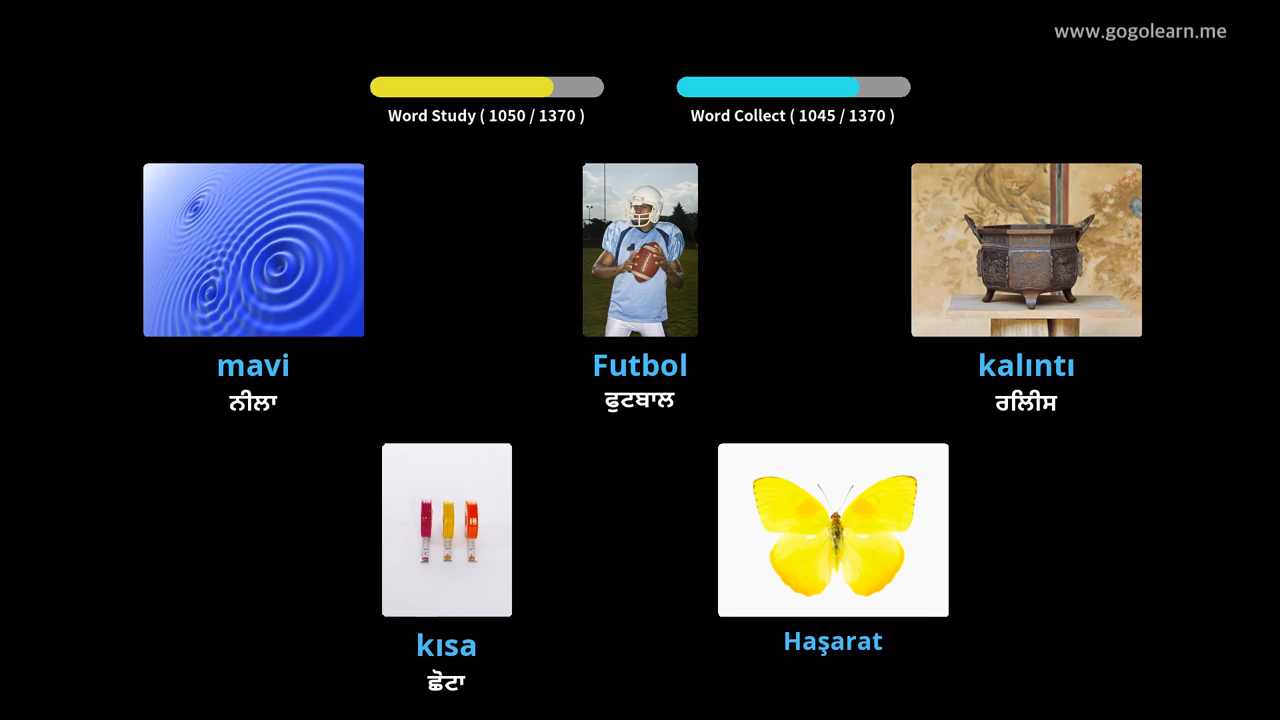 www.gogolearn.me
Word Study ( 1050 / 1370 )
Word Collect ( 1045 / 1370 )
mavi
ਨੀਲਾ
Futbol
ਫੁਟਬਾਲ
kalıntı
ਰਲਿੀਸ
kısa
ਛੋਟਾ
Haşarat